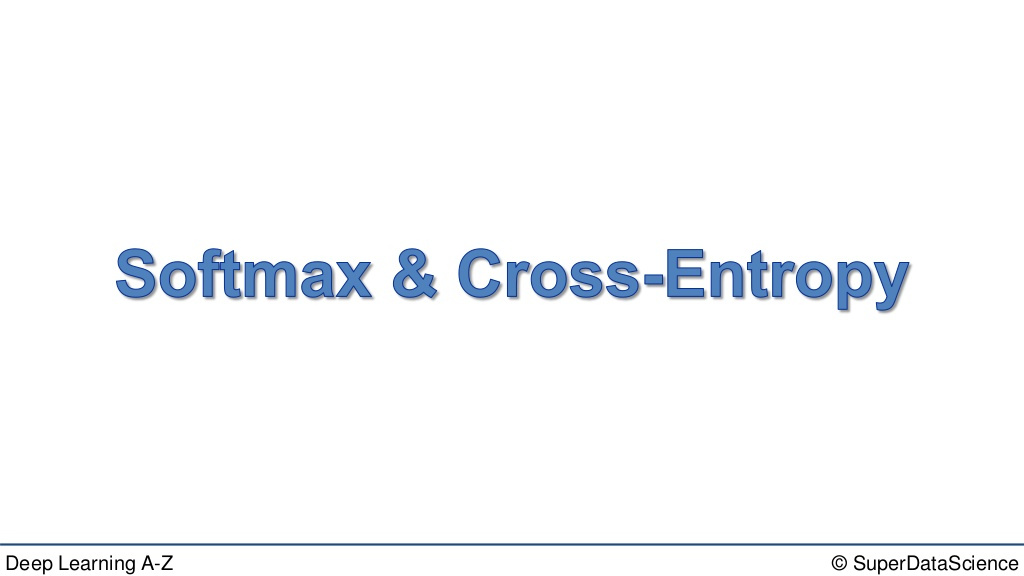 Softmax & Cross-Entropy
Deep Learning A-Z
© SuperDataScience